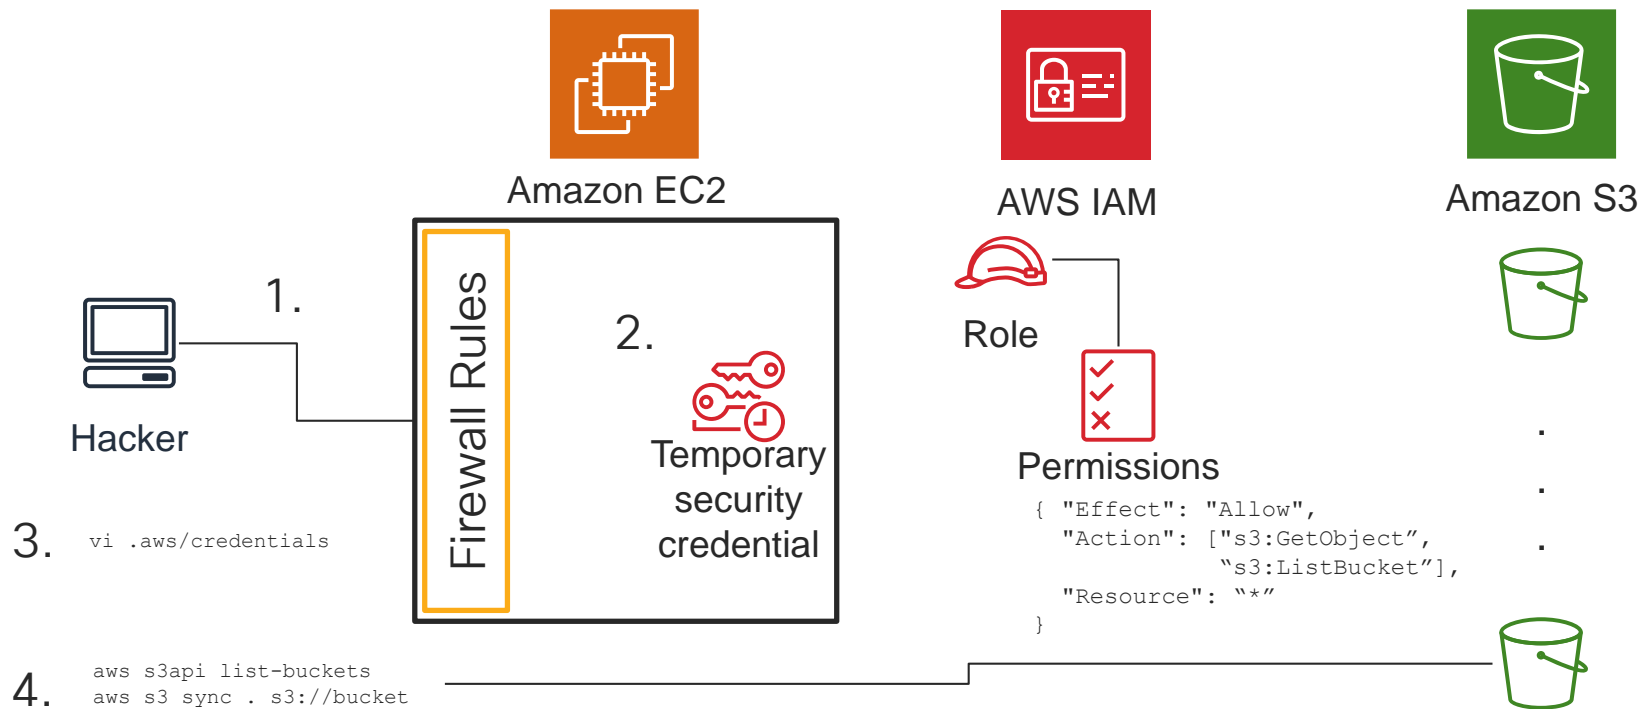 Amazon EC2
AWS IAM
Amazon S3
1.
Hacker
Firewall Rules
2.
Temporary
security
credential
Role
Permissions
{ "Effect": "Allow",
"Action": ["s3:GetObject”,
“s3:ListBucket”],
"Resource": “*”
}
.
.
.
3.
vi .aws/credentials
4.
aws s3api list-buckets
aws s3 sync . s3://bucket